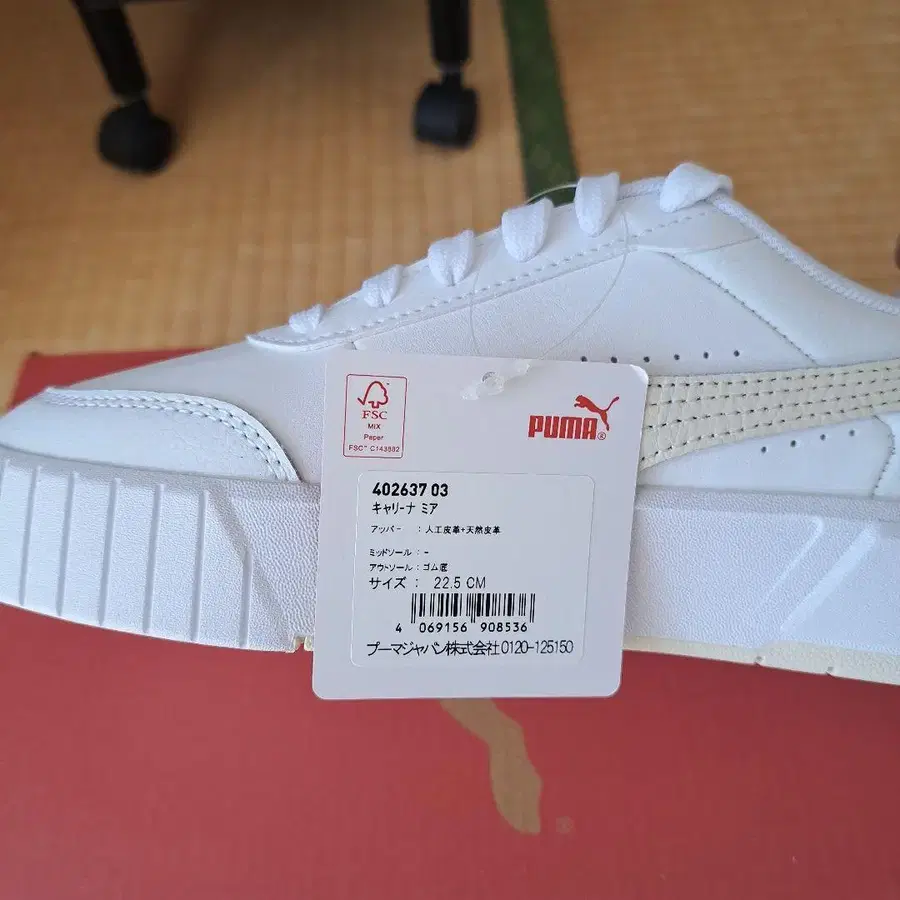 FSC
MIX
Paper
FSC™ C143882
PUMA®
402637 03
キャリーナ ミア
アッパー : 人工皮革+天然皮革
ミッドソール : -
アウトソール : ゴム底
サイズ : 22.5 CM
4 069156 908536
プーマジャパン株式会社 0120-125150